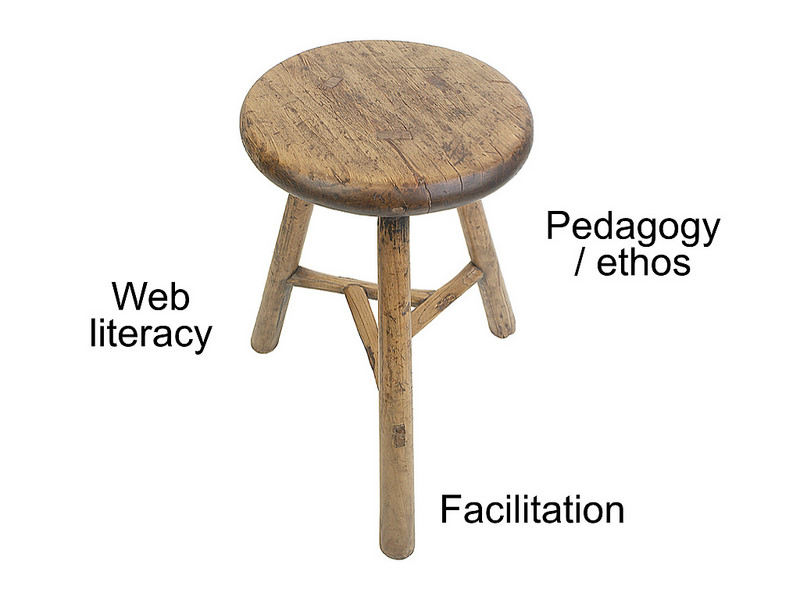 Web
literacy
Pedagogy
/ ethos
Facilitation